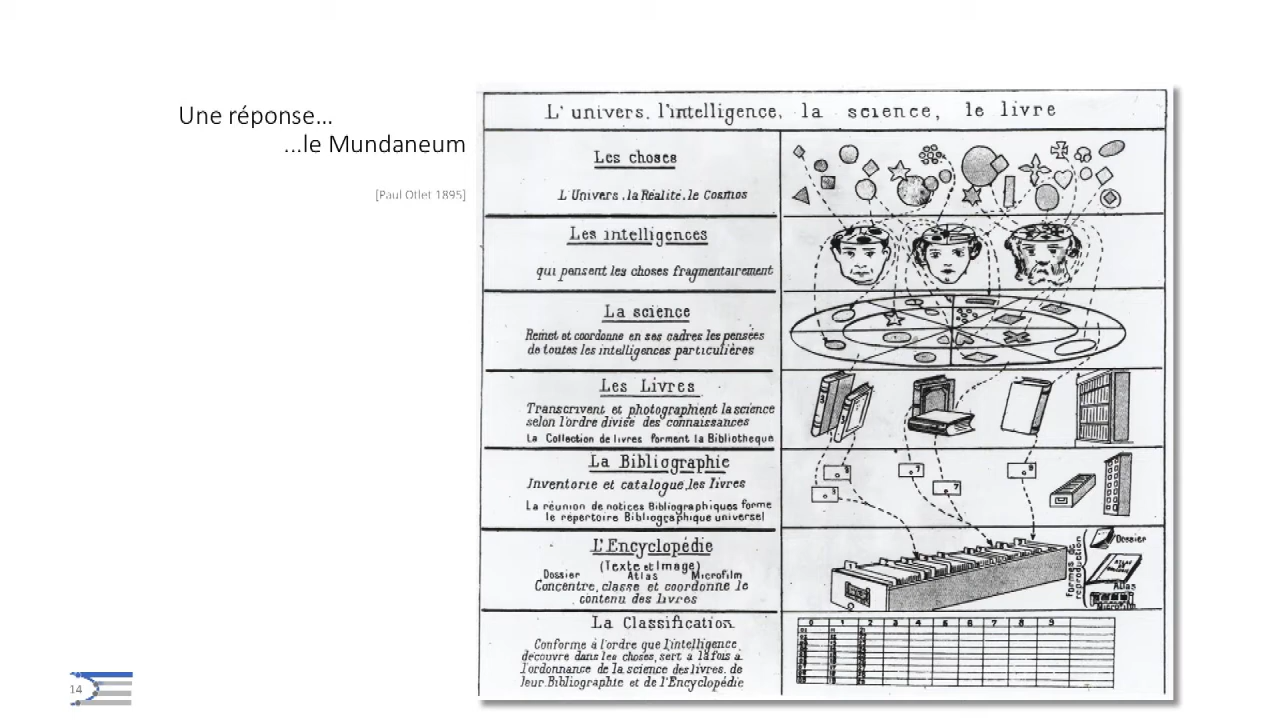 Une réponse...
...le Mundaneum
[Paul Otlet 1895]
L'univers, l'intelligence, la science, le livre
Les choses
L'Univers, la Réalité, le Cosmos
Les intelligences
qui pensent les choses fragmentairement
La science
Remet et coordonne en ses cadres les pensées
de toutes les intelligences particulières
Les Livres
Transcrivent et photographient la science
selon l'ordre divisé des connaissances
La Collection de livres forment la Bibliotheque
La Bibliographie
Inventorie et catalogue, les livres
La réunion de notices Bibliographiques forme
le répertoire Bibliographique universel
L'Encyclopédie
(Texte et Image)
Dossier Atlas Microfilm
Concentre, classe et coordonne le
contenu des livres
Formes de reproduction
Dossier
Atlas
Microfilm
La Classification
Conforme à l'ordre que l'intelligence
découvre dans les choses, sert à la fois à
l'ordonnance de la science des livres, de
leur Bibliographie et de l'Encyclopédie
0 1 2 3 4 5 6 7 8 9
14